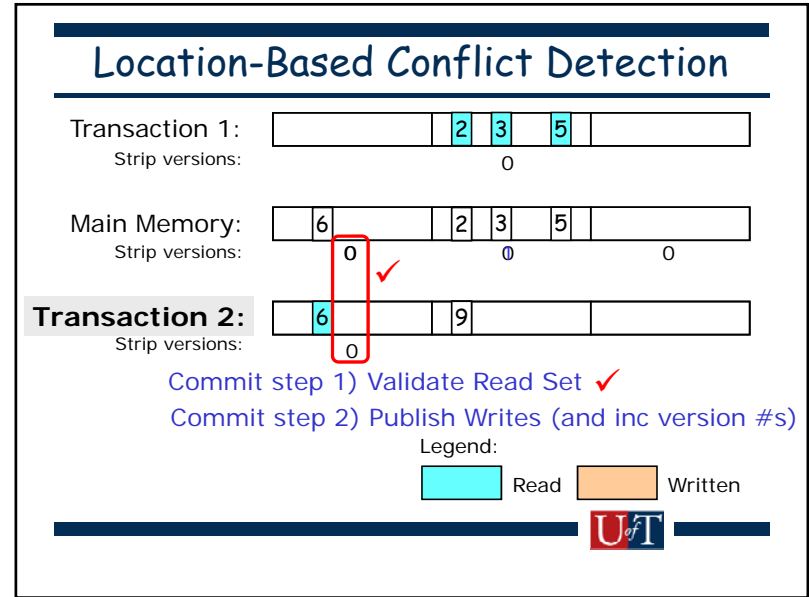 Location-Based Conflict Detection
Transaction 1: 2 3 5
Strip versions: 0
Main Memory: 6 2 3 5
Strip versions: 0 0 0
Transaction 2: 6 9
Strip versions: 0
Commit step 1) Validate Read Set ✓
Commit step 2) Publish Writes (and inc version #s)
Legend:
Read Written
UofT